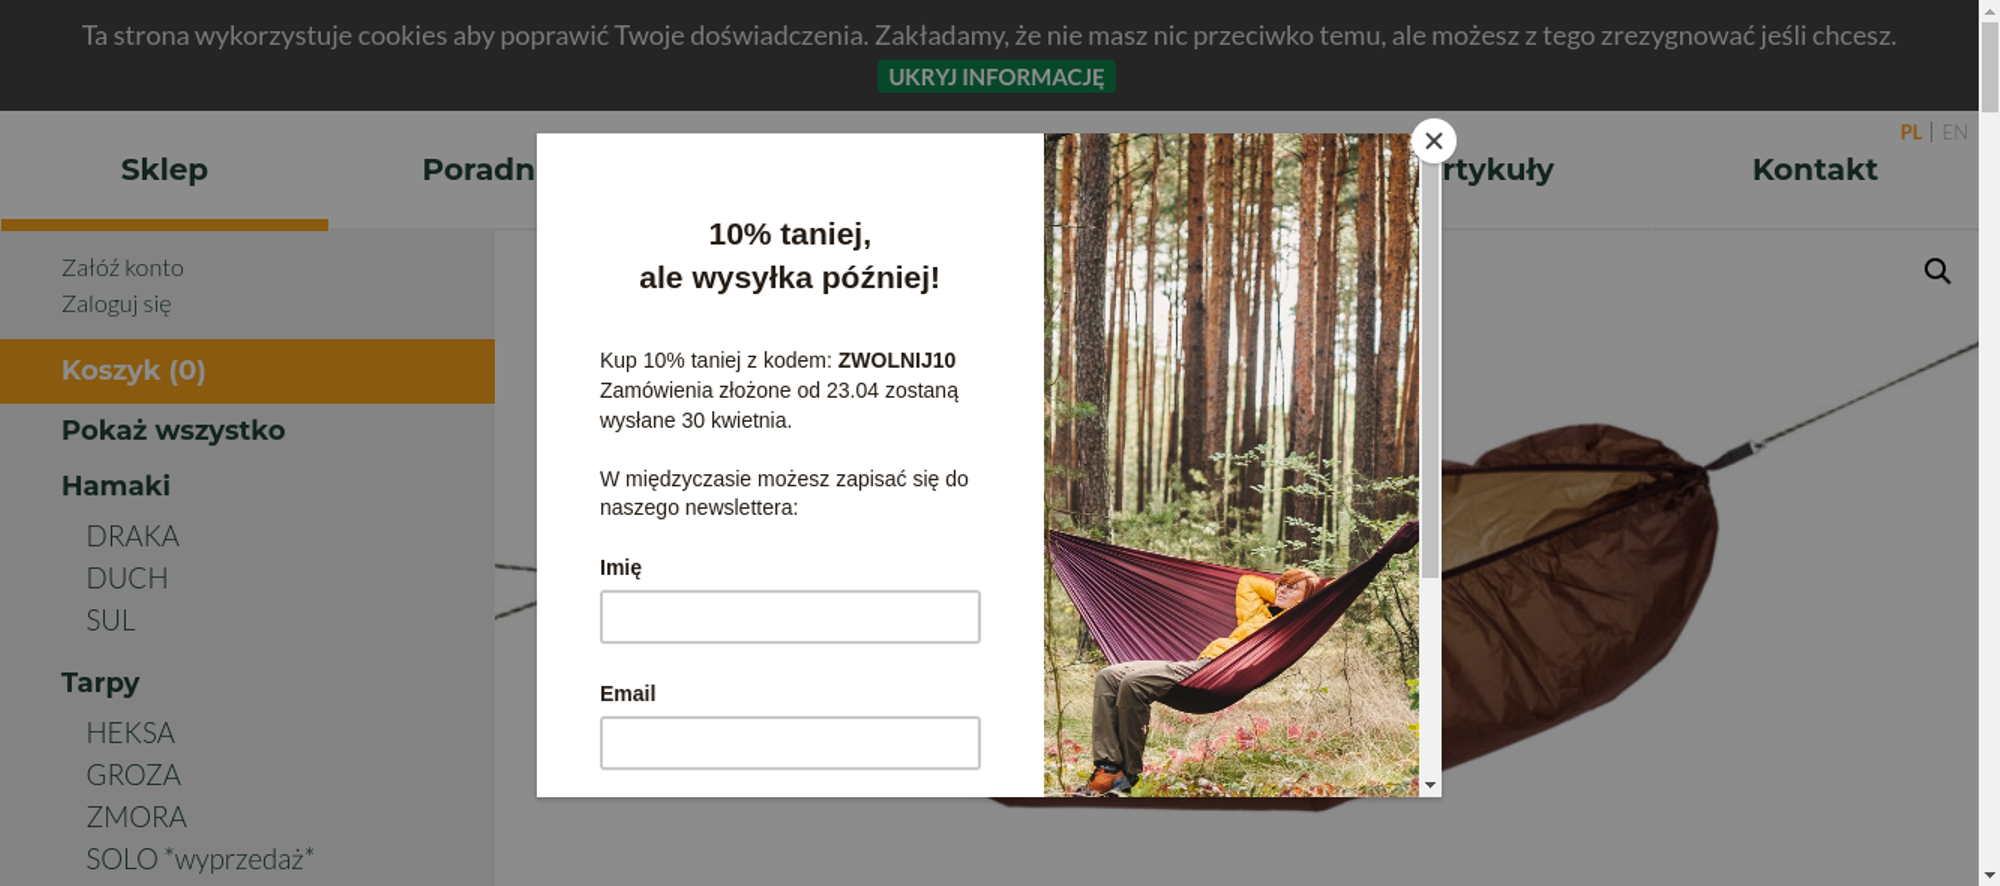 Ta strona wykorzystuje cookies aby poprawić Twoje doświadczenia. Zakładamy, że nie masz nic przeciwko temu, ale możesz z tego zrezygnować jeśli chcesz.
UKRYJ INFORMACJĘ
PL | EN
Sklep
Poradn
rtykuły
Kontakt
Załóż konto
Zaloguj się
Koszyk (0)
Pokaż wszystko
Hamaki
DRAKA
DUCH
SUL
Tarpy
HEKSA
GROZA
ZMORA
SOLO *wyprzedaż*
10% taniej,
ale wysyłka później!
Kup 10% taniej z kodem: ZWOLNIJ10
Zamówienia złożone od 23.04 zostaną
wysłane 30 kwietnia.
W międzyczasie możesz zapisać się do
naszego newslettera:
Imię
Email